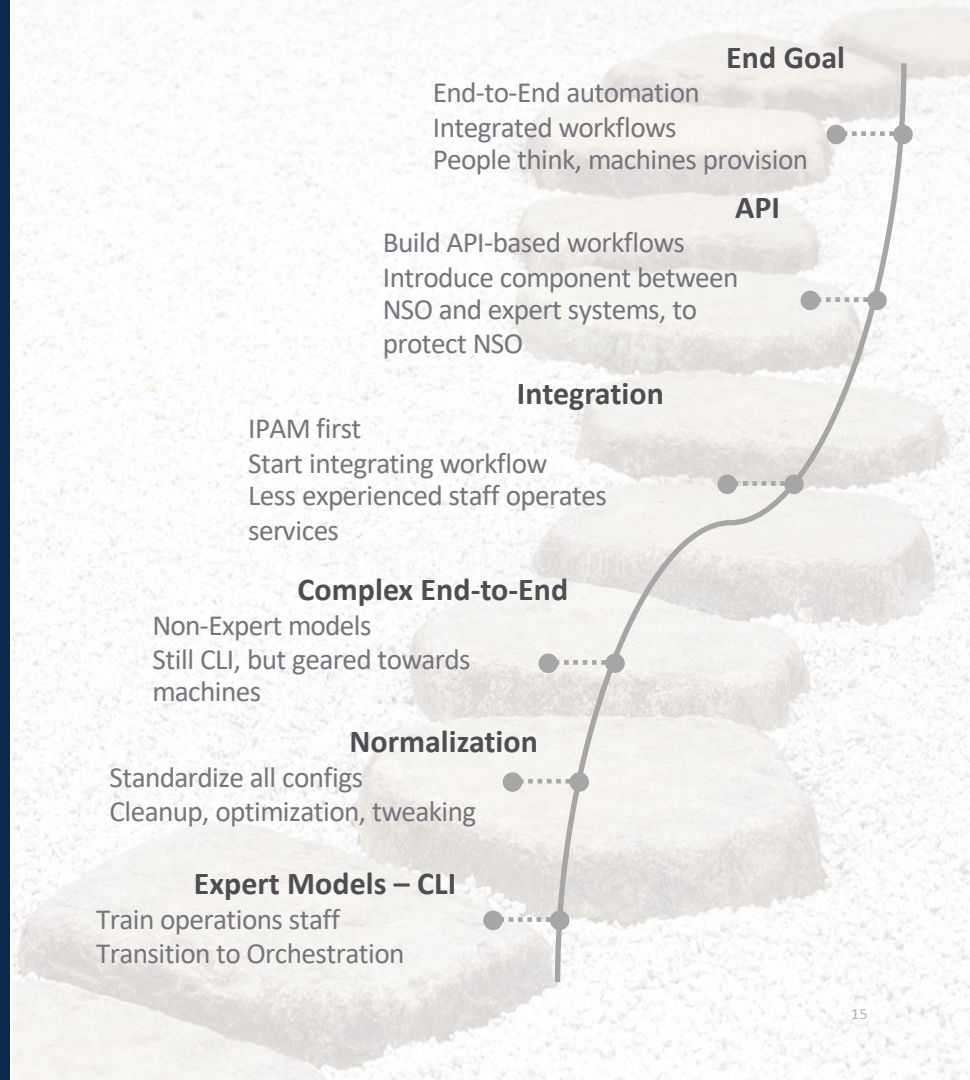 End Goal
End-to-End automation
Integrated workflows
People think, machines provision
API
Build API-based workflows
Introduce component between
NSO and expert systems, to
protect NSO
Integration
IPAM first
Start integrating workflow
Less experienced staff operates
services
Complex End-to-End
Non-Expert models
Still CLI, but geared towards
machines
Normalization
Standardize all configs
Cleanup, optimization, tweaking
Expert Models – CLI
Train operations staff
Transition to Orchestration
15